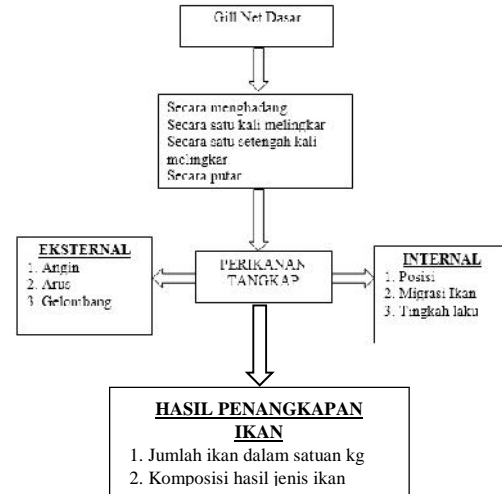 Gill Net Dasar
Secara menghadang
Secara satu kali melingkar
Secara satu setengah kali
melingkar
Secara putar
EKSTERNAL
1. Angin
2. Arus
3. Gelombang
PERIKANAN
TANGKAP
INTERNAL
1. Posisi
2. Migrasi Ikan
3. Tingkah laku
HASIL PENANGKAPAN
IKAN
1. Jumlah ikan dalam satuan kg
2. Komposisi hasil jenis ikan